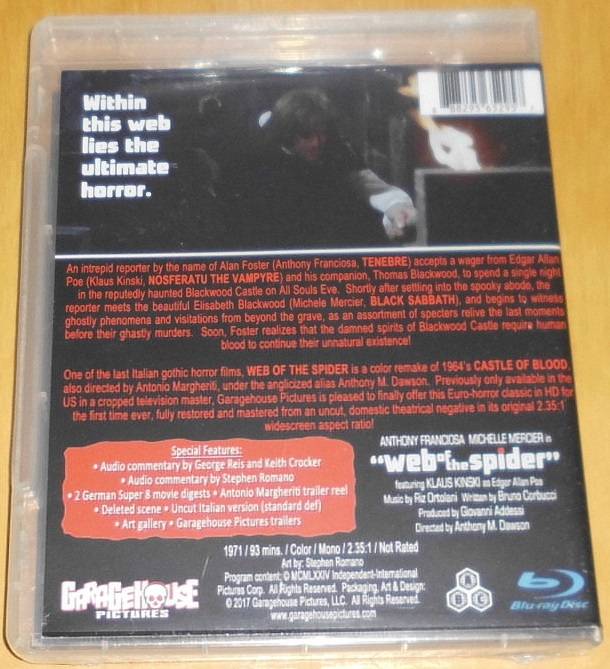 Within
this web
lies the
ultimate
horror.
An intrepid reporter by the name of Alan Foster (Anthony Franciosa, TENEBRE) accepts a wager from Edgar Allan
Poe (Klaus Kinski, NOSFERATU THE VAMPYRE) and his companion, Thomas Blackwood, to spend a single night
in the reputedly haunted Blackwood Castle on All Souls Eve. Shortly after settling into the spooky abode, the
reporter meets the beautiful Elisabeth Blackwood (Michele Mercier, BLACK SABBATH), and begins to witness
ghostly phenomena and visitations from beyond the grave, as an assortment of specters relive the last moments
before their ghastly murders. Soon, Foster realizes that the damned spirits of Blackwood Castle require human
blood to continue their unnatural existence!
One of the last Italian gothic horror films, WEB OF THE SPIDER is a color remake of 1964's CASTLE OF BLOOD,
also directed by Antonio Margheriti, under the anglicized alias Anthony M. Dawson. Previously only available in the
US in a cropped television master, Garagehouse Pictures is pleased to finally offer this Euro-horror classic in HD for
the first time ever, fully restored and mastered from an uncut, domestic theatrical negative in its original 2.35:1
widescreen aspect ratio!
Special Features:
• Audio commentary by George Reis and Keith Crocker
• Audio commentary by Stephen Romano
• 2 German Super 8 movie digests • Antonio Margheriti trailer reel
• Deleted scene • Uncut Italian version (standard def)
• Art gallery • Garagehouse Pictures trailers
ANTHONY FRANCIOSA MICHELLE MERCIER in
"web of the spider"
featuring KLAUS KINSKI as Edgar Allan Poe
Music by Riz Ortolani Written by Bruno Corbucci
Produced by Giovanni Addessi
Directed by Anthony M. Dawson
1971 / 93 mins. / Color / Mono / 2.35:1 / Not Rated
Art by: Stephen Romano
Program content: © MCMLXXIV Independent-International
Pictures Corp. All Rights Reserved. Packaging, Art & Design:
© 2017 Garagehouse Pictures, LLC. All Rights Reserved.
www.garagehousepictures.com
GARAGEHOUSE
PICTURES
A
B C
Blu-ray Disc